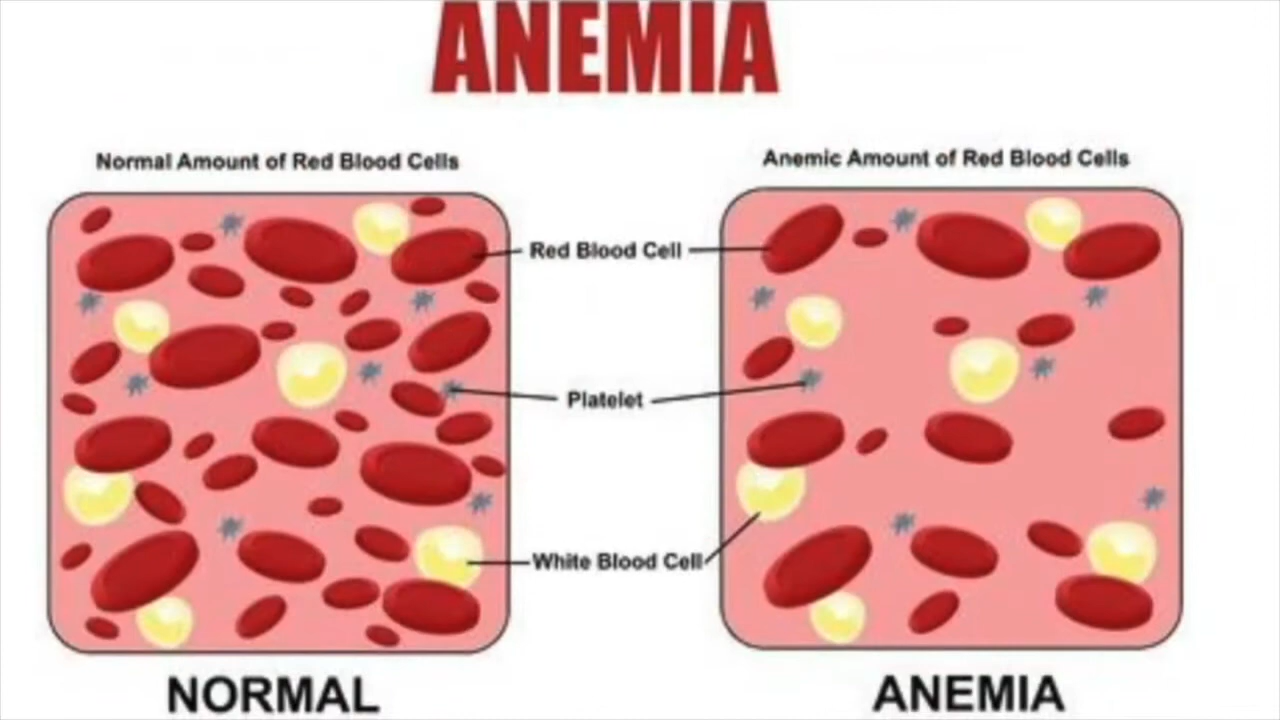 ANEMIA
Normal Amount of Red Blood Cells
Anemic Amount of Red Blood Cells
Red Blood Cell
Platelet
White Blood Cell
NORMAL
ANEMIA